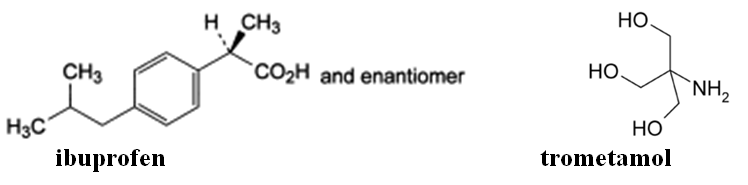 H CH₃
CH₃
CO₂H and enantiomer
H₃C
ibuprofen
HO
HO
NH₂
HO
trometamol